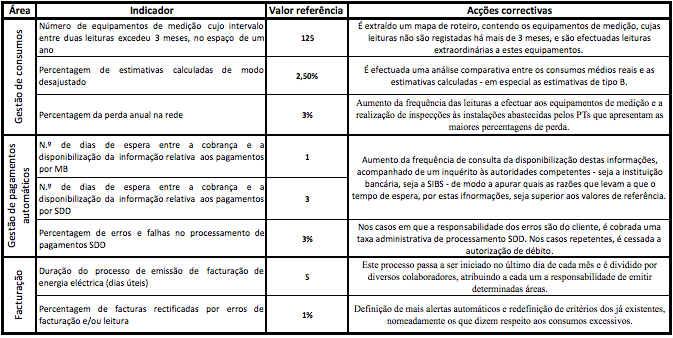 Área Indicador Valor referência Acções correctivas
Gestão de consumos
Número de equipamentos de medição cujo intervalo
entre duas leituras excedeu 3 meses, no espaço de um
ano
125
É extraído um mapa de roteiro, contendo os equipamentos de medição, cujas
leituras não são registadas há mais de 3 meses, e são efectuadas leituras
extraordinárias a estes equipamentos.
Percentagem de estimativas calculadas de modo
desajustado
2,50%
É efectuada uma análise comparativa entre os consumos médios reais e as
estimativas calculadas - em especial as estimativas de tipo B.
Percentagem da perda anual na rede
3%
Aumento da frequência das leituras a efectuar aos equipamentos de medição e a
realização de inspecções às instalações abastecidas pelos PTs que apresentam as
maiores percentagens de perda.
Gestão de pagamentos
automáticos
N.º de dias de espera entre a cobrança e a
disponibilização da informação relativa aos pagamentos
por MB
1
N.º de dias de espera entre a cobrança e a
disponibilização da informação relativa aos pagamentos
por SDD
3
Aumento da frequência de consulta da disponibilização destas informações,
acompanhado de um inquérito às autoridades competentes - seja a instituição
bancária, seja a SIBS - de modo a apurar quais as razões que levam a que o
tempo de espera, por estas ifnormações, seja superior aos valores de referência.
Percentagem de erros e falhas no processamento de
pagamentos SDD
3%
Nos casos em que a responsabilidade dos erros são do cliente, é cobrada uma
taxa administrativa de processamento SDD. Nos casos repetentes, é cessada a
autorização de débito.
Facturação
Duração do processo de emissão de facturação de
energia eléctrica (dias úteis)
5
Este processo passa a ser iniciado no último dia de cada mês e é dividido por
diversos colaboradores, atribuindo a cada um a responsabilidade de emitir
determinadas áreas.
Percentagem de facturas rectificadas por erros de
facturação e/ou leitura
1%
Definição de mais alertas automáticos e redefinição de critérios dos já existentes,
nomeadamente os que dizem respeito aos consumos excessivos.